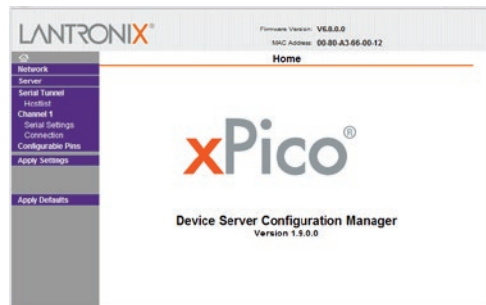 LANTRONIX®
Firmware Version: V6.8.0.0
MAC Address: 00-80-A3-66-00-12
Home
Network
Server
Serial Tunnel
Hostlist
Channel 1
Serial Settings
Connection
Configurable Pins
Apply Settings
Apply Defaults
xPico®
Device Server Configuration Manager
Version 1.9.0.0